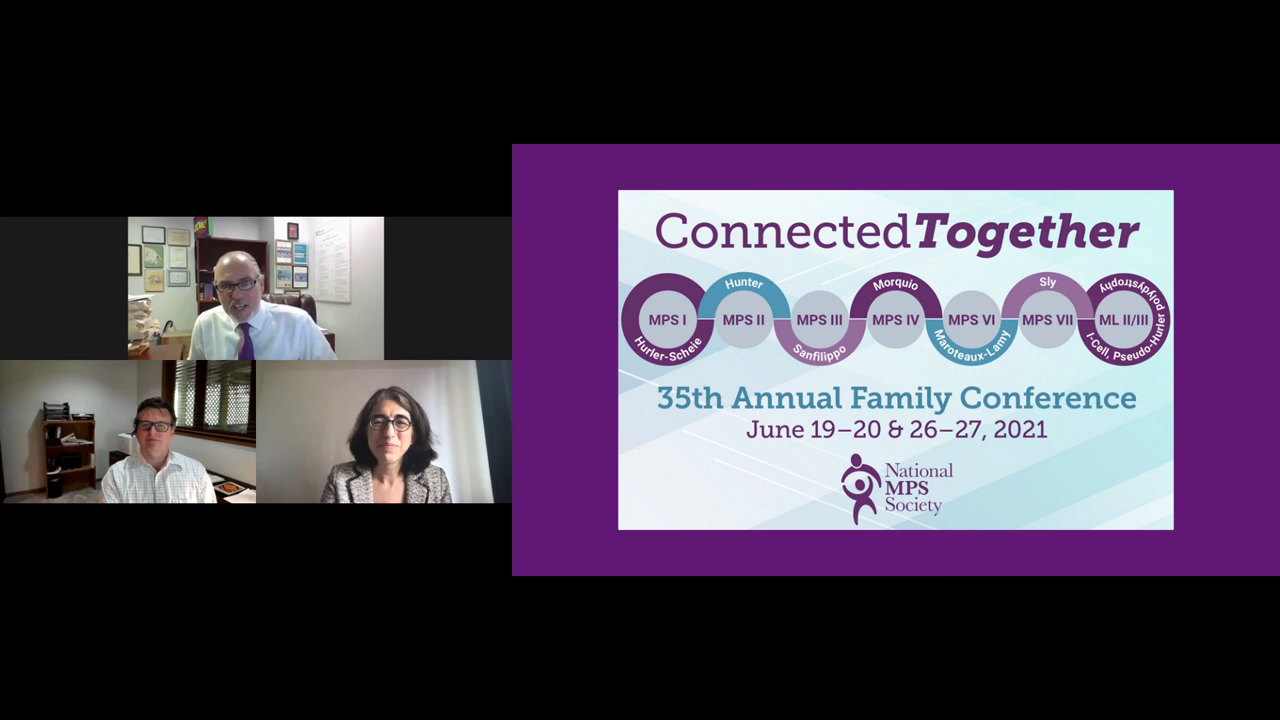 ConnectedTogether
MPS I
Hurler-Scheie
Hunter
MPS II
MPS III
Sanfilippo
Morquio
MPS IV
MPS VI
Maroteaux-Lamy
Sly
MPS VII
ML II/III
I-Cell, Pseudo-Hurler polydystrophy
35th Annual Family Conference
June 19–20 & 26–27, 2021
National
MPS
Society